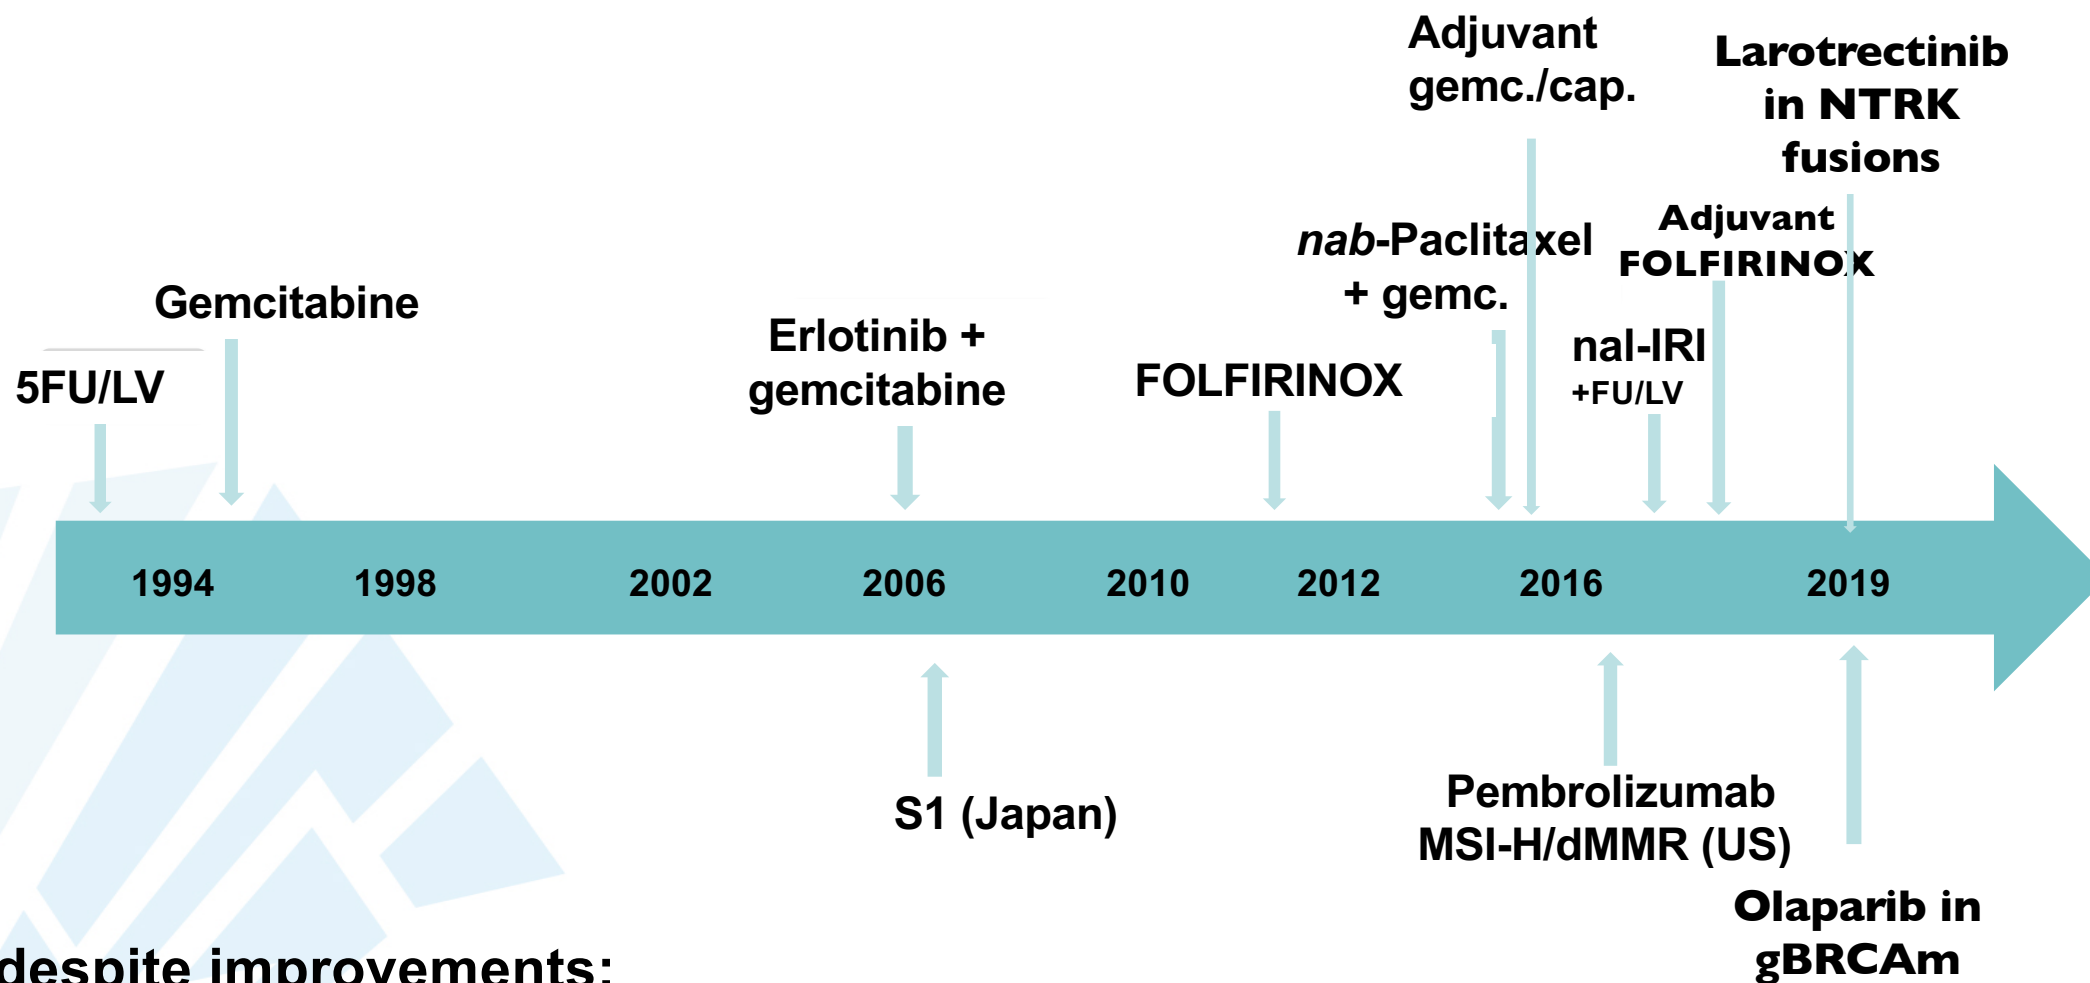 Adjuvant
gemc./cap.
Larotrectinib
in NTRK
fusions
nab-Paclitaxel
+ gemc.
Adjuvant
FOLFIRINOX
Gemcitabine
5FU/LV
Erlotinib +
gemcitabine
FOLFIRINOX
nal-IRI
+FU/LV
1994
1998
2002
2006
2010
2012
2016
2019
S1 (Japan)
Pembrolizumab
MSI-H/dMMR (US)
Olaparib in
gBRCAm
despite improvements: